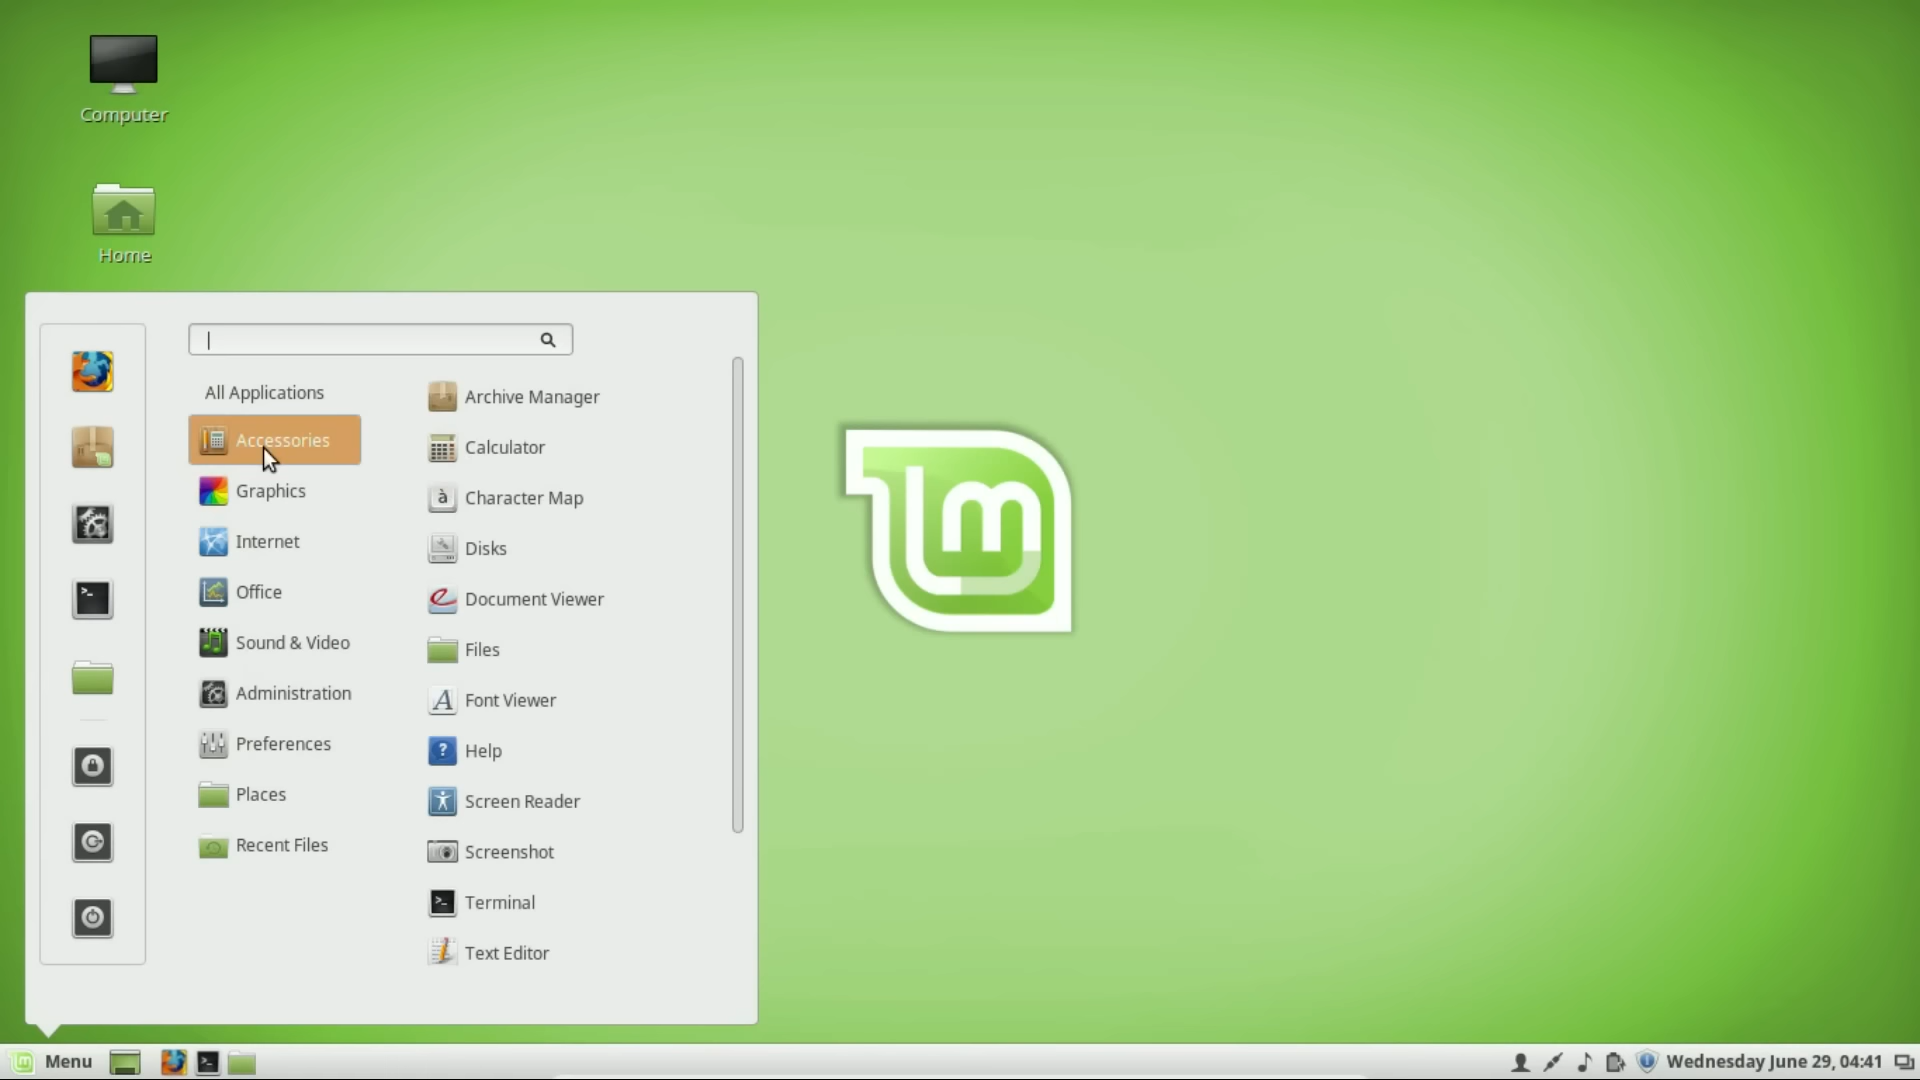 Computer
Home
All Applications
Accessories
Graphics
Internet
Office
Sound & Video
Administration
Preferences
Places
Recent Files
Archive Manager
Calculator
Character Map
Disks
Document Viewer
Files
Font Viewer
Help
Screen Reader
Screenshot
Terminal
Text Editor
Menu
Wednesday June 29, 04:41